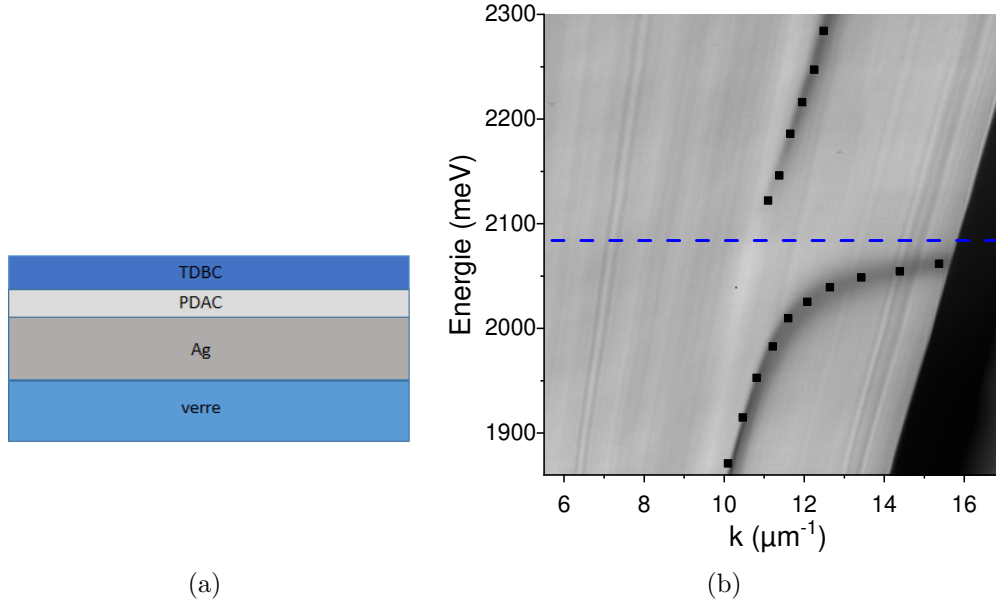 TDBC
PDAC
Ag
verre
(a)
Energie (meV)
2300
2200
2100
2000
1900
6 8 10 12 14 16
k (µm⁻¹)
(b)